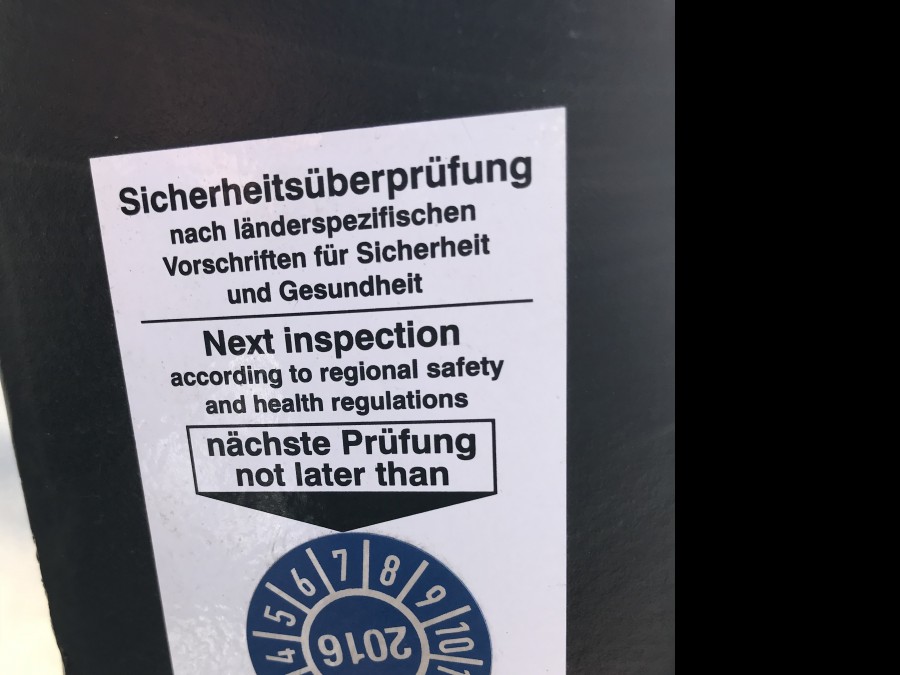 Sicherheitsüberprüfung
nach länderspezifischen
Vorschriften für Sicherheit
und Gesundheit
Next inspection
according to regional safety
and health regulations
nächste Prüfung
not later than
4 5 6 7 8 9 10
2016